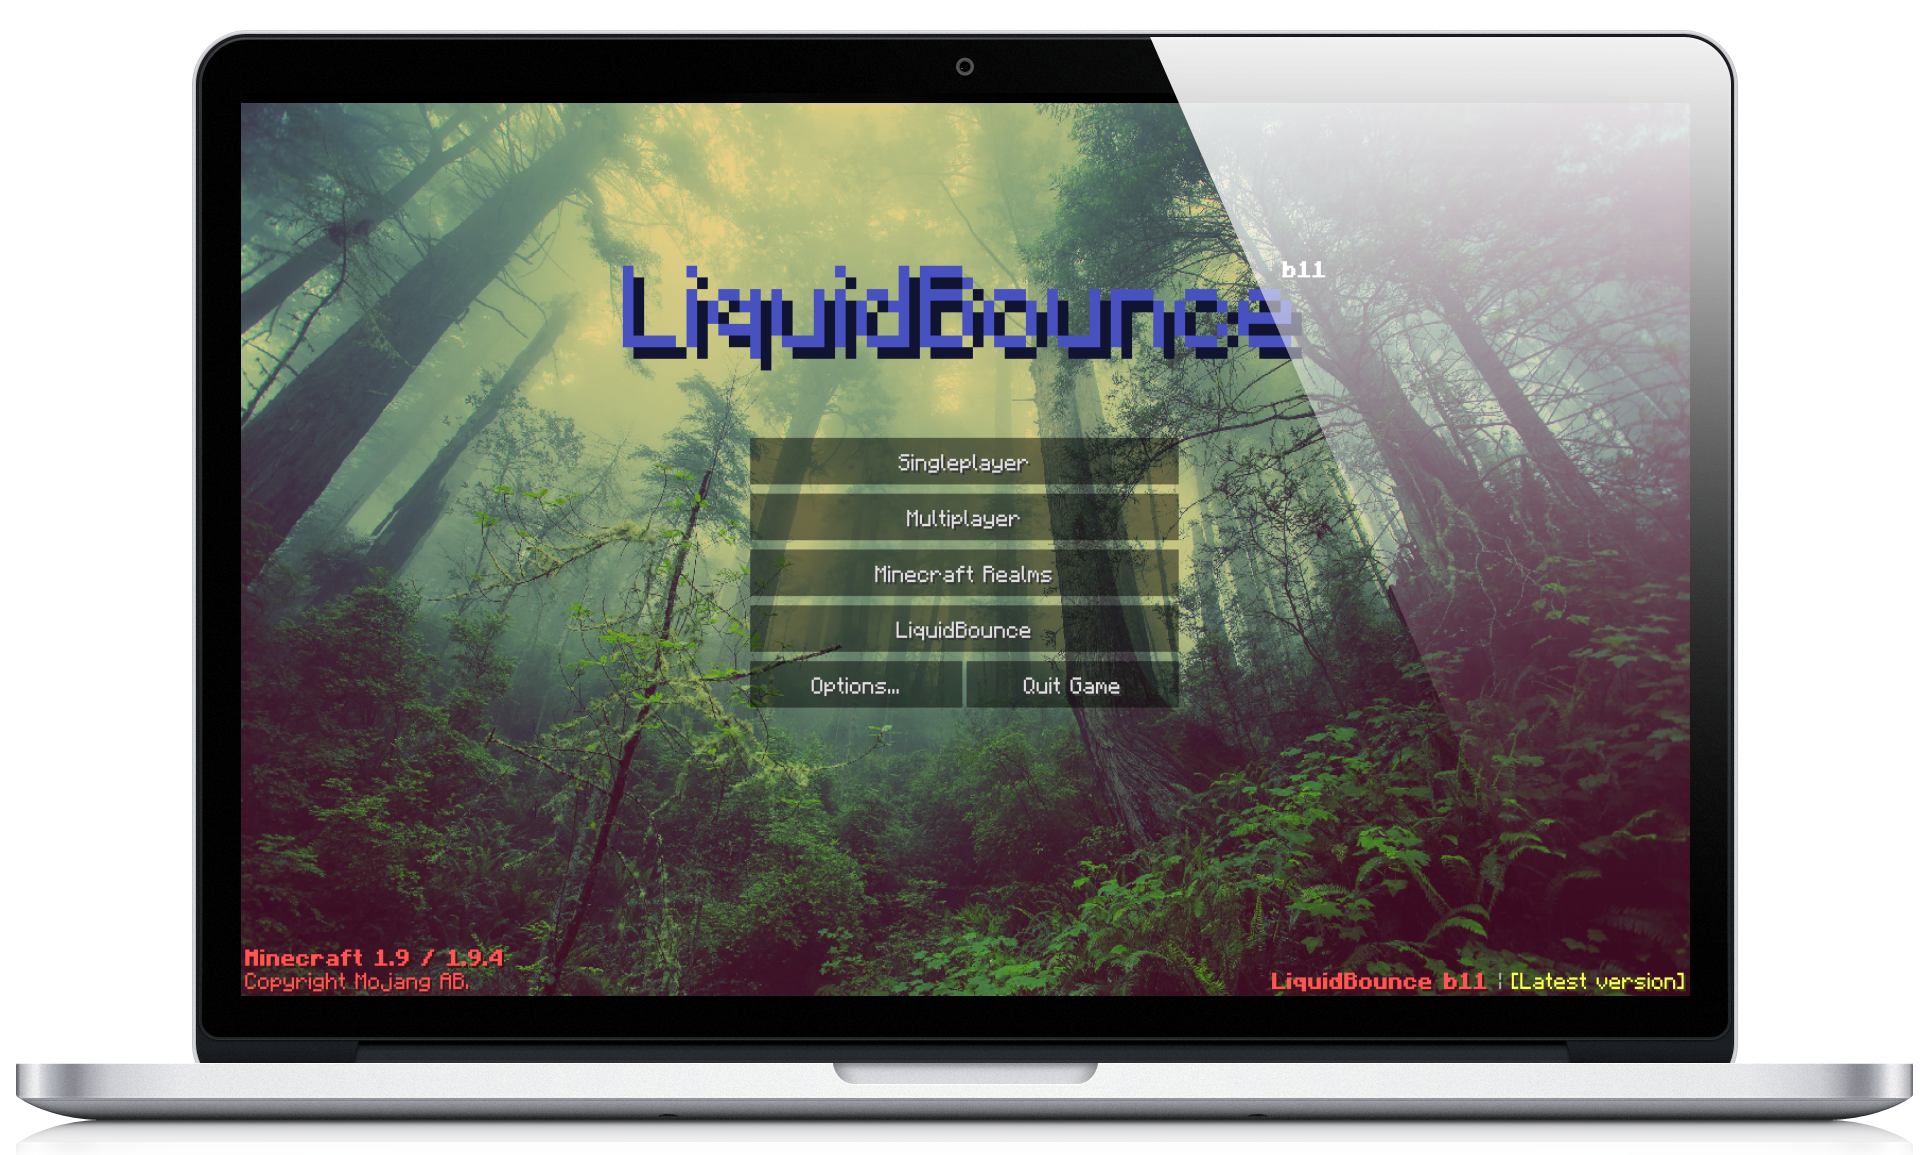 LiquidBounce b11
Singleplayer
Multiplayer
Minecraft Realms
LiquidBounce
Options... Quit Game
Minecraft 1.9 / 1.9.4
Copyright Mojang AB.
LiquidBounce b11 ¦ [Latest version]